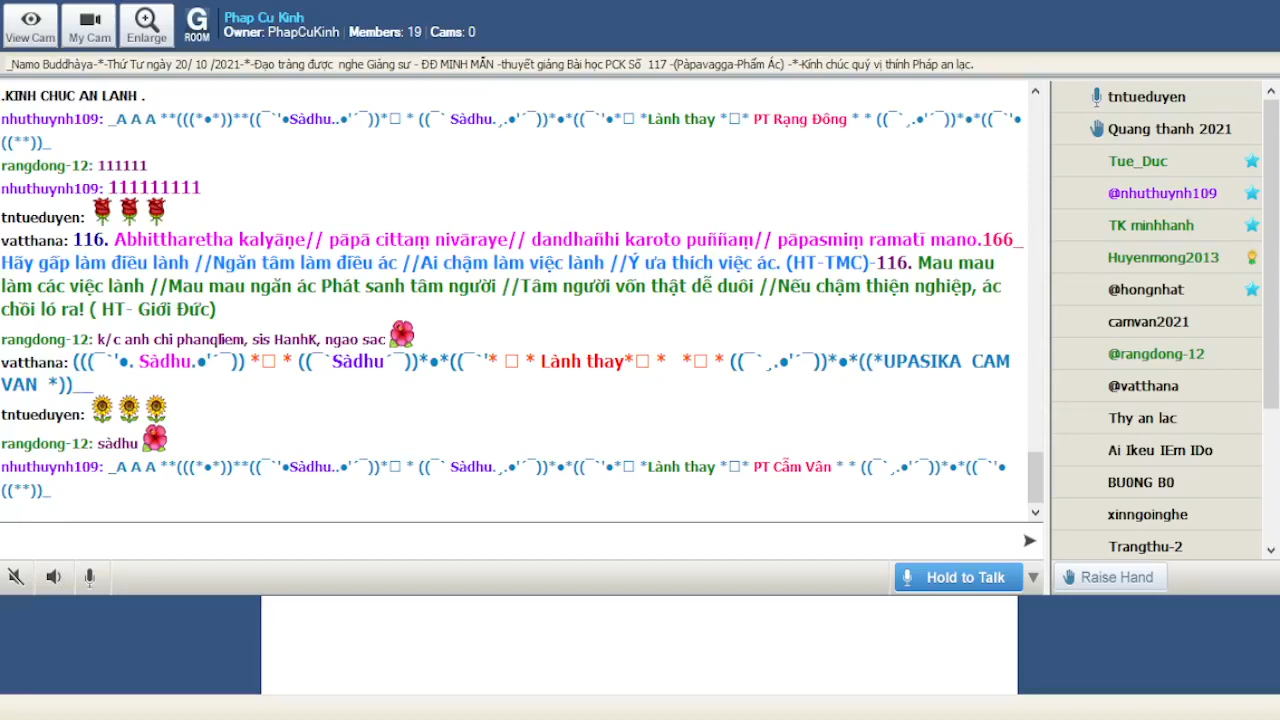 View Cam
My Cam
Enlarge
G ROOM
Phap Cu Kinh
Owner: PhapCuKinh | Members: 19 | Cams: 0
_Namo Buddhàya-*-Thứ Tư ngày 20/ 10 /2021-*-Đạo tràng được nghe Giảng sư - ĐĐ MINH MẪN -thuyết giảng Bài học PCK Số 117 -(Pàpavagga-Phẩm Ác) -*-Kính chúc quý vị thính Pháp an lạc.
.KINH CHUC AN LANH .
nhuthuynh109: _A A A **(((*●*))**((¯`'●Sàdhu..●'´¯))*□ * ((¯` Sàdhu.¸.●'´¯))*●*((¯`'●*□ *Lành thay *□* PT Rạng Đông * * ((¯`¸.●'´¯))*●*((¯`'●
((**))_
rangdong-12: 111111
nhuthuynh109: 111111111
tntueduyen:
vatthana: 116. Abhittharetha kalyāṇe// pāpā cittaṃ nivāraye// dandhañhi karoto puññaṃ// pāpasmiṃ ramatī mano.166_
Hãy gấp làm điều lành //Ngăn tâm làm điều ác //Ai chậm làm việc lành //Ý ưa thích việc ác. (HT-TMC)-116. Mau mau
làm các việc lành //Mau mau ngăn ác Phát sanh tâm người //Tâm người vốn thật dễ duôi //Nếu chậm thiện nghiệp, ác
chồi ló ra! ( HT- Giới Đức)
rangdong-12: k/c anh chi phanqliem, sis HanhK, ngao sac
vatthana: (((¯`'●. Sàdhu.●'´¯)) *□ * ((¯`Sàdhu´¯))*●*((¯`'*  □ * Lành thay*□ *  *□ * ((¯`¸.●'´¯))*●*((*UPASIKA CAM
VAN *))__
tntueduyen:
rangdong-12: sàdhu
nhuthuynh109: _A A A **(((*●*))**((¯`'●Sàdhu..●'´¯))*□ * ((¯` Sàdhu.¸.●'´¯))*●*((¯`'●*□ *Lành thay *□* PT Cẩm Vân * * ((¯`¸.●'´¯))*●*((¯`'●
((**))_
Hold to Talk
tntueduyen
Quang thanh 2021
Tue_Duc
@nhuthuynh109
TK minhhanh
Huyenmong2013
@hongnhat
camvan2021
@rangdong-12
@vatthana
Thy an lac
Ai Ikeu IEm IDo
BU0NG B0
xinngoinghe
Trangthu-2
Raise Hand